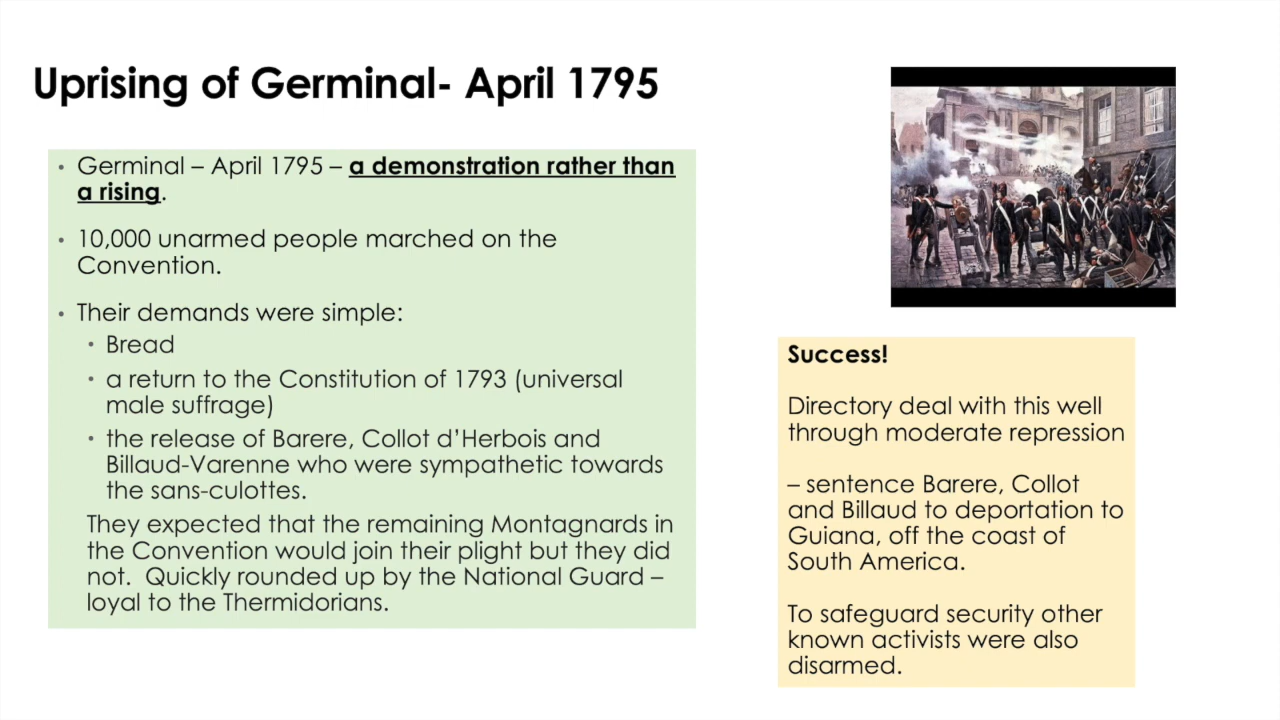 Uprising of Germinal- April 1795
• Germinal – April 1795 – a demonstration rather than
a rising.
• 10,000 unarmed people marched on the
Convention.
• Their demands were simple:
• Bread
• a return to the Constitution of 1793 (universal
male suffrage)
• the release of Barere, Collot d’Herbois and
Billaud-Varenne who were sympathetic towards
the sans-culottes.
They expected that the remaining Montagnards in
the Convention would join their plight but they did
not.  Quickly rounded up by the National Guard –
loyal to the Thermidorians.
Success!
Directory deal with this well
through moderate repression
– sentence Barere, Collot
and Billaud to deportation to
Guiana, off the coast of
South America.
To safeguard security other
known activists were also
disarmed.